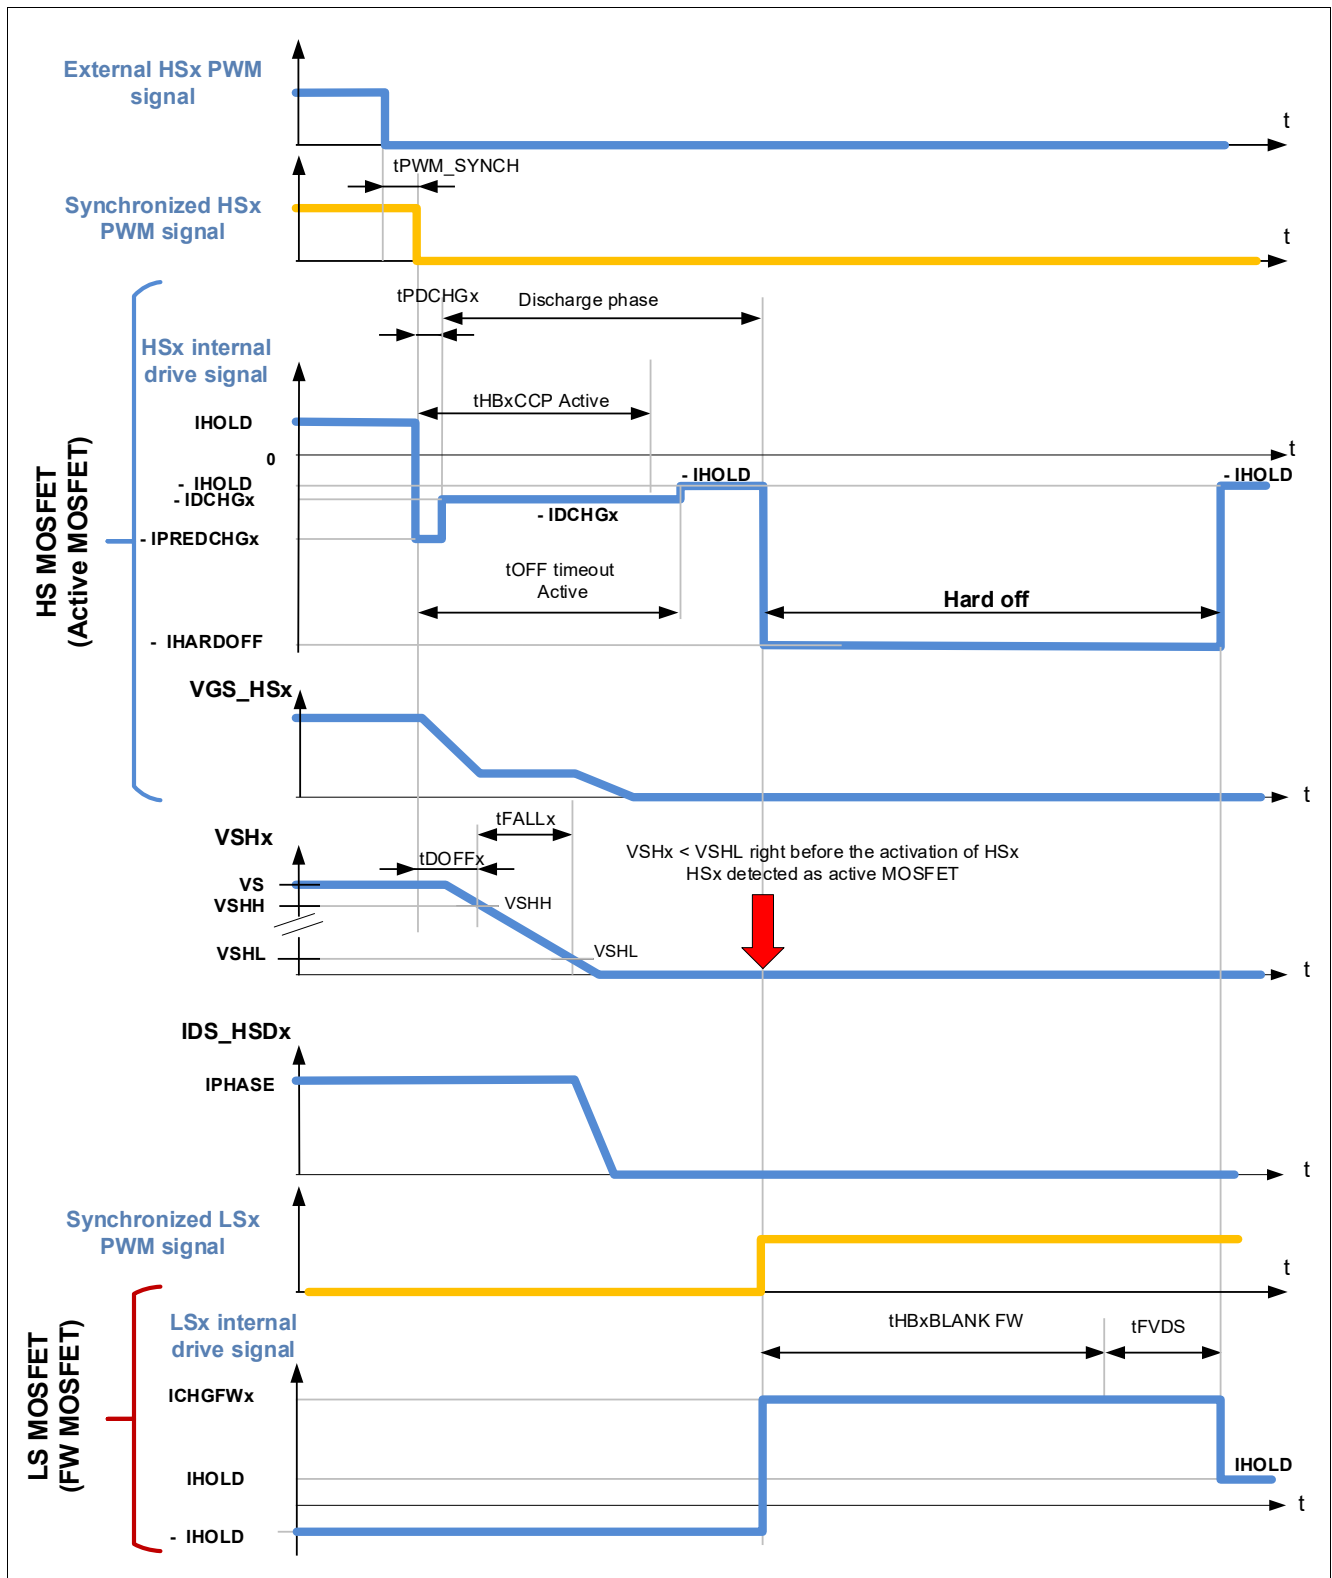 External HSx PWM
signal
t
tPWM_SYNCH
Synchronized HSx
PWM signal
t
tPDCHGx
Discharge phase
HSx internal
drive signal
tHBxCCP Active
IHOLD
t
0
- IHOLD
- IHOLD
- IHOLD
- IDCHGx
- IDCHGx
- IPREDCHGx
tOFF timeout
Active
Hard off
- IHARDOFF
HS MOSFET
(Active MOSFET)
VGS_HSx
t
tFALLx
VSHx
tDOFFx
VSHx < VSHL right before the activation of HSx
HSx detected as active MOSFET
VS
VSHH
VSHH
VSHL
VSHL
t
IDS_HSDx
IPHASE
t
Synchronized LSx
PWM signal
t
LSx internal
drive signal
tHBxBLANK FW
tFVDS
ICHGFWx
IHOLD
IHOLD
t
- IHOLD
LS MOSFET
(FW MOSFET)